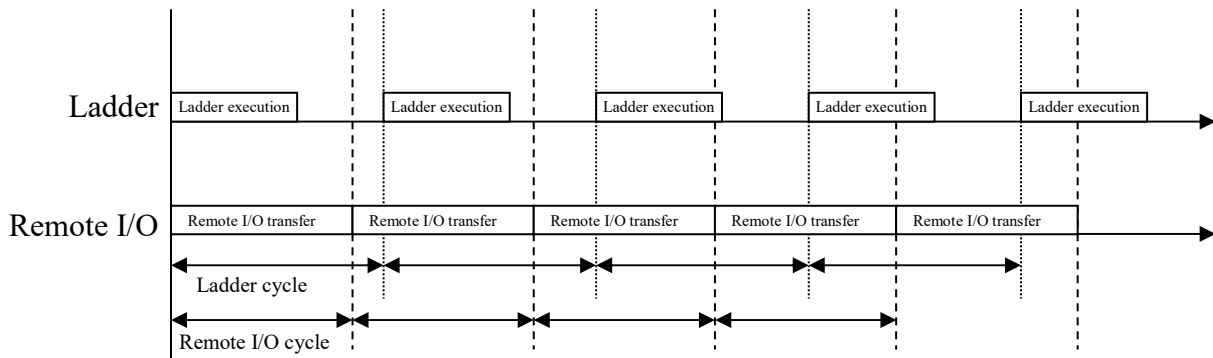 Ladder
Ladder execution
Ladder execution
Ladder execution
Ladder execution
Ladder execution
Remote I/O
Remote I/O transfer
Remote I/O transfer
Remote I/O transfer
Remote I/O transfer
Remote I/O transfer
Ladder cycle
Remote I/O cycle